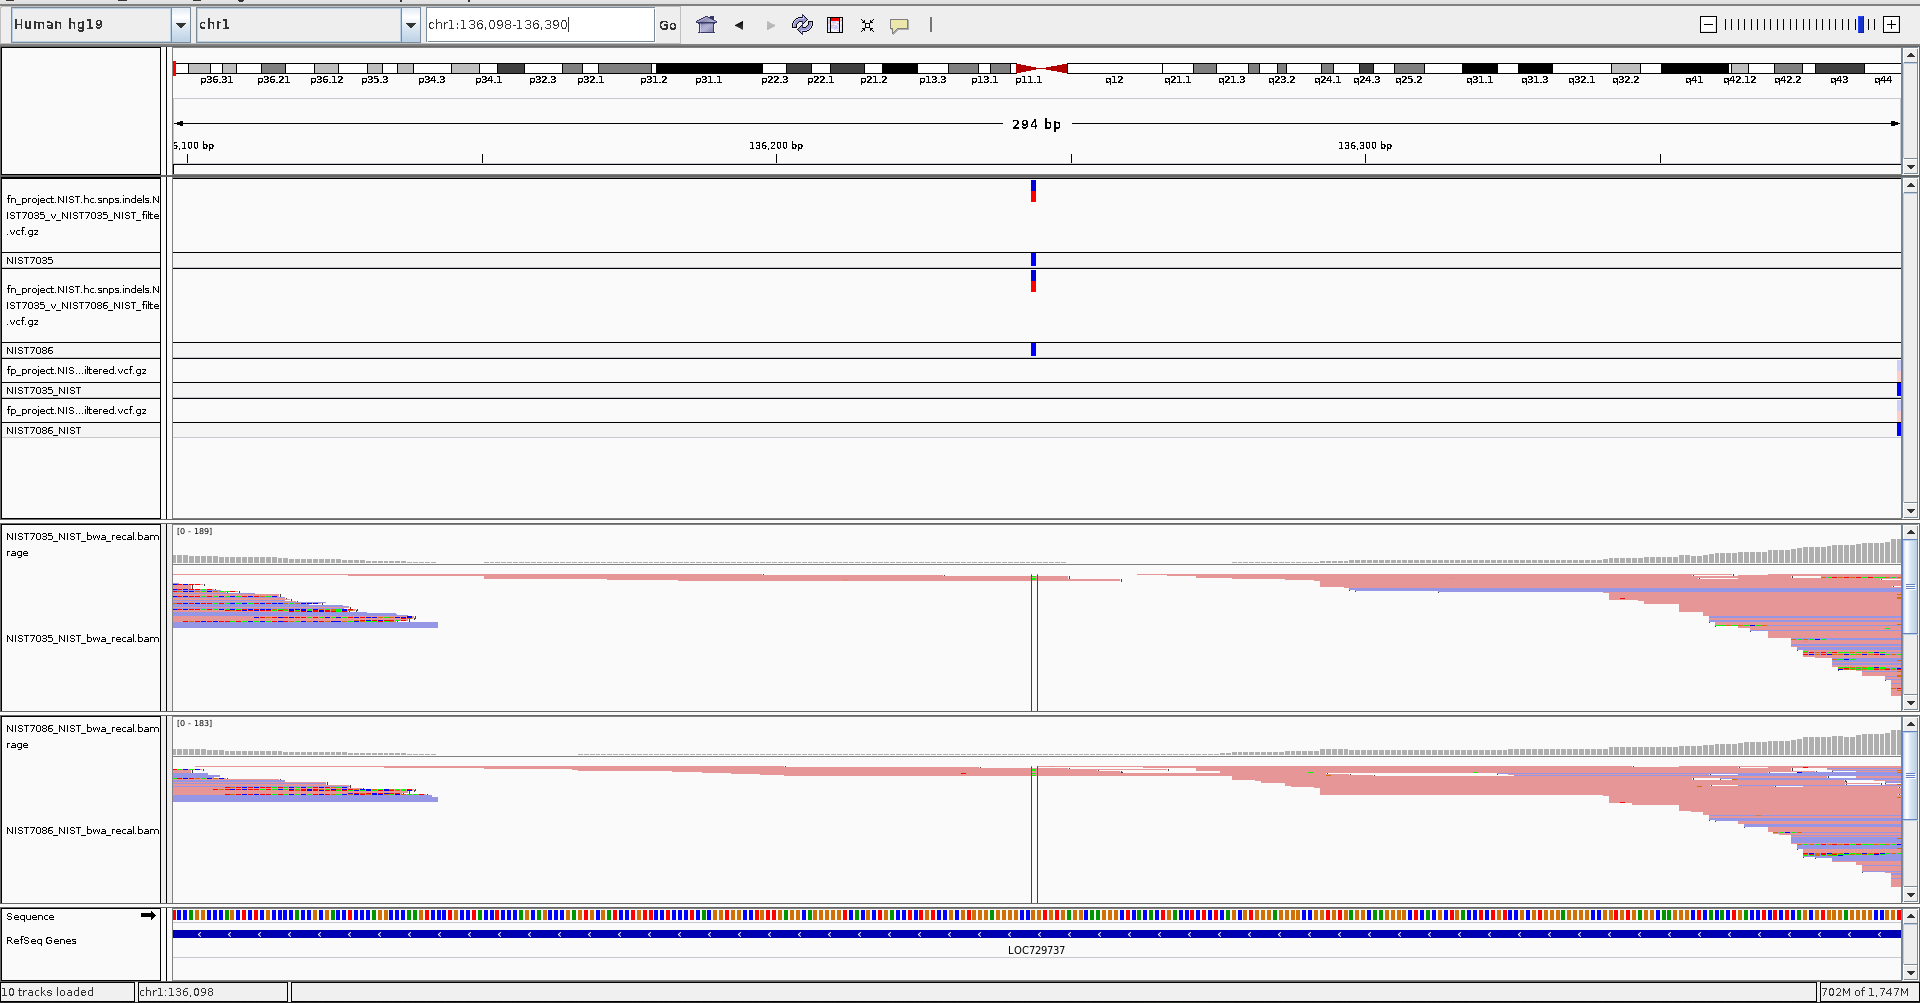 Human hg19 chr1 chr1:136,098-136,390 Go
p36.31 p36.21 p36.12 p35.3 p34.3 p34.1 p32.3 p32.1 p31.2 p31.1 p22.3 p22.1 p21.2 p13.3 p13.1 p11.1 q12 q21.1 q21.3 q23.2 q24.1 q24.3 q25.2 q31.1 q31.3 q32.1 q32.2 q41 q42.12 q42.2 q43 q44
294 bp
5,100 bp 136,200 bp 136,300 bp
fn_project.NIST.hc.snps.indels.N
IST7035_v_NIST7035_NIST_filte
.vcf.gz
NIST7035
fn_project.NIST.hc.snps.indels.N
IST7035_v_NIST7086_NIST_filte
.vcf.gz
NIST7086
fp_project.NIS...iltered.vcf.gz
NIST7035_NIST
fp_project.NIS...iltered.vcf.gz
NIST7086_NIST
[0 - 189]
NIST7035_NIST_bwa_recal.bam
rage
NIST7035_NIST_bwa_recal.bam
[0 - 183]
NIST7086_NIST_bwa_recal.bam
rage
NIST7086_NIST_bwa_recal.bam
Sequence
RefSeq Genes
LOC729737
10 tracks loaded chr1:136,098 702M of 1,747M